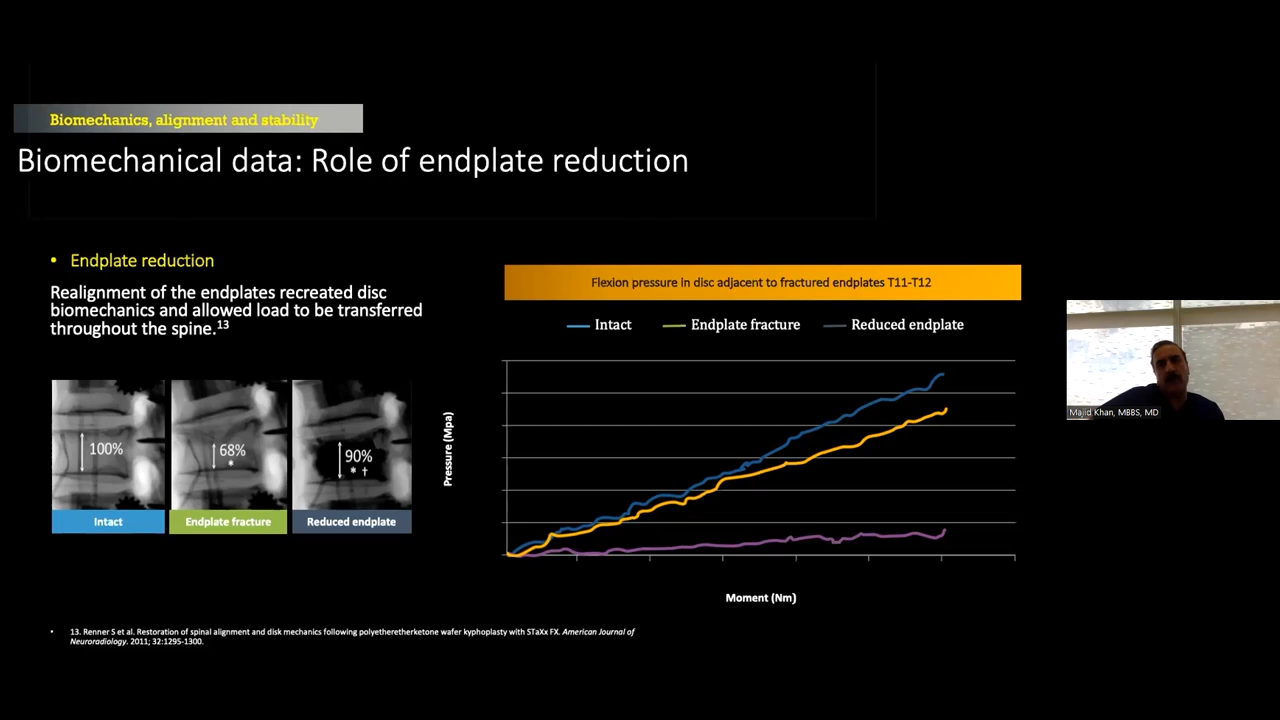 Biomechanics, alignment and stability
Biomechanical data: Role of endplate reduction
• Endplate reduction
Realignment of the endplates recreated disc
biomechanics and allowed load to be transferred
throughout the spine.13
100%
68%
*
90%
* †
Intact
Endplate fracture
Reduced endplate
Flexion pressure in disc adjacent to fractured endplates T11-T12
Intact
Endplate fracture
Reduced endplate
Pressure (Mpa)
Moment (Nm)
• 13. Renner S et al. Restoration of spinal alignment and disk mechanics following polyetheretherketone wafer kyphoplasty with STaXx FX. American Journal of
Neuroradiology. 2011; 32:1295-1300.
Majid Khan, MBBS, MD